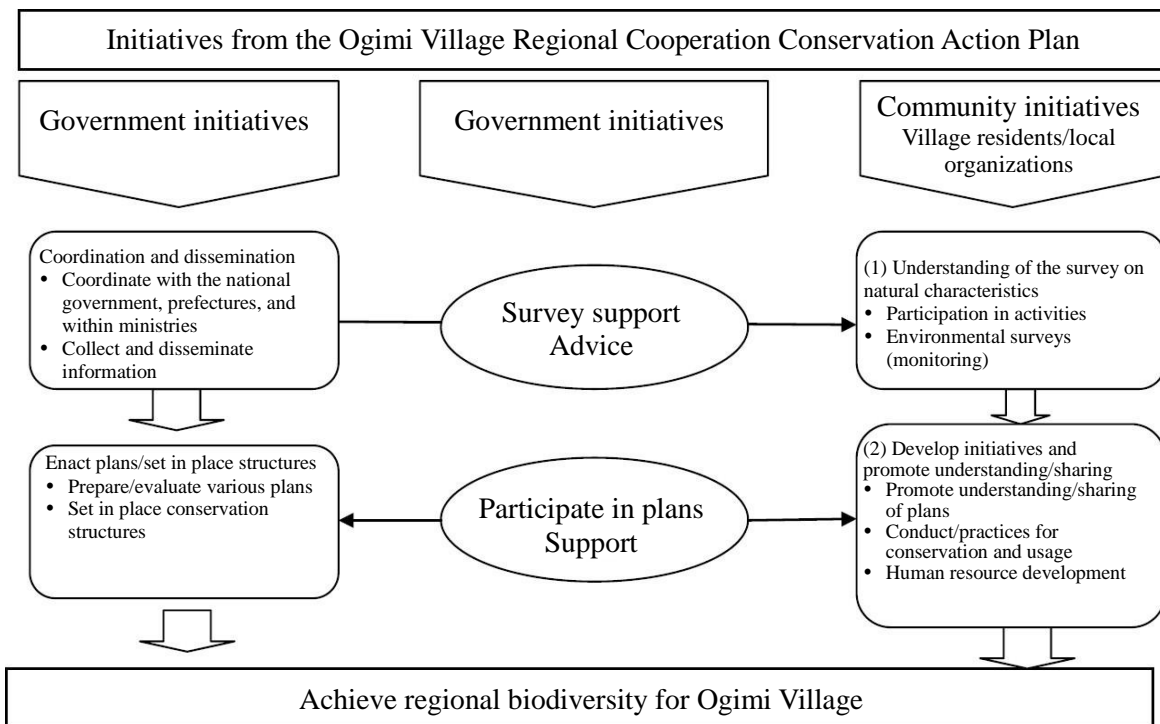 Initiatives from the Ogimi Village Regional Cooperation Conservation Action Plan
Government initiatives
Government initiatives
Community initiatives
Village residents/local
organizations
Coordination and dissemination
• Coordinate with the national
government, prefectures, and
within ministries
• Collect and disseminate
information
Survey support
Advice
(1) Understanding of the survey on
natural characteristics
• Participation in activities
• Environmental surveys
(monitoring)
Enact plans/set in place structures
• Prepare/evaluate various plans
• Set in place conservation
structures
Participate in plans
Support
(2) Develop initiatives and
promote understanding/sharing
• Promote understanding/sharing
of plans
• Conduct/practices for
conservation and usage
• Human resource development
Achieve regional biodiversity for Ogimi Village